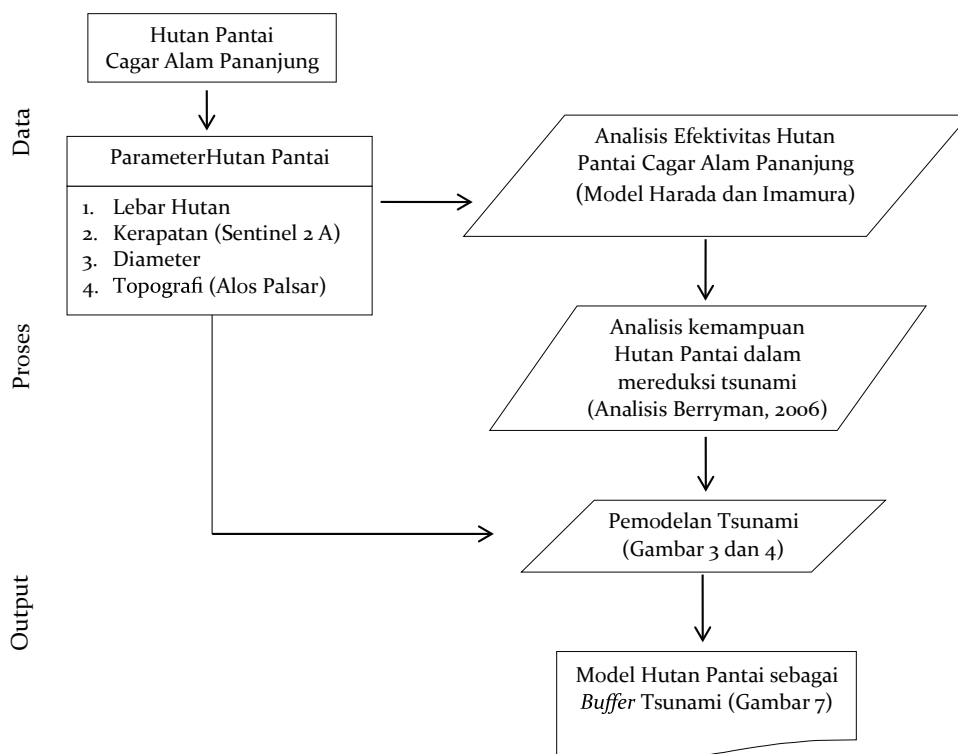 Hutan Pantai
Cagar Alam Pananjung
Data
ParameterHutan Pantai
1. Lebar Hutan
2. Kerapatan (Sentinel 2 A)
3. Diameter
4. Topografi (Alos Palsar)
Analisis Efektivitas Hutan
Pantai Cagar Alam Pananjung
(Model Harada dan Imamura)
Proses
Analisis kemampuan
Hutan Pantai dalam
mereduksi tsunami
(Analisis Berryman, 2006)
Pemodelan Tsunami
(Gambar 3 dan 4)
Output
Model Hutan Pantai sebagai
Buffer Tsunami (Gambar 7)